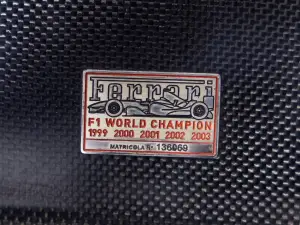 Ferrari
F1 WORLD CHAMPION
1999 2000 2001 2002 2003
MATRICOLA N° 136069